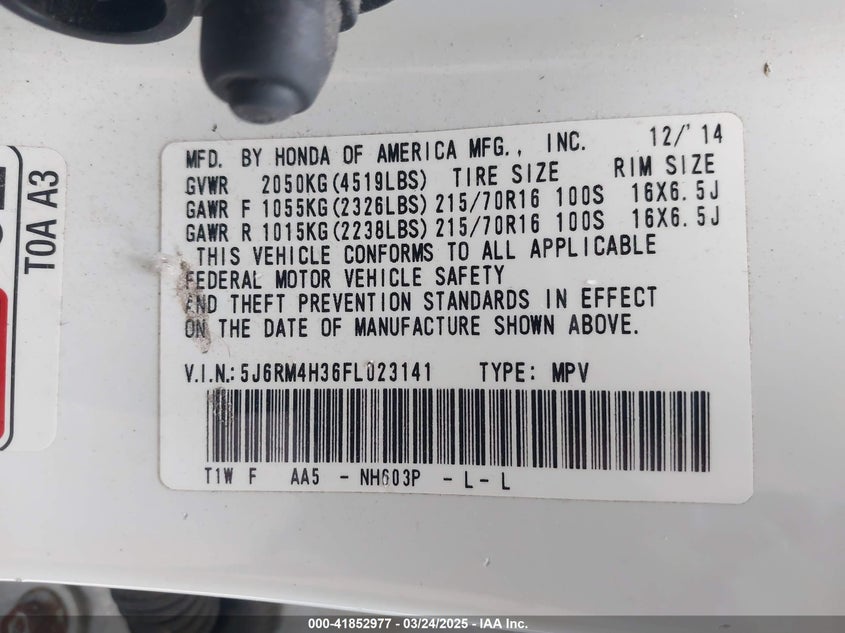 MFD. BY HONDA OF AMERICA MFG., INC. 12/'14
GVWR 2050KG(4519LBS) TIRE SIZE RIM SIZE
GAWR F 1055KG(2326LBS) 215/70R16 100S 16X6.5J
GAWR R 1015KG(2238LBS) 215/70R16 100S 16X6.5J
THIS VEHICLE CONFORMS TO ALL APPLICABLE
FEDERAL MOTOR VEHICLE SAFETY
AND THEFT PREVENTION STANDARDS IN EFFECT
ON THE DATE OF MANUFACTURE SHOWN ABOVE.
V.I.N.: 5J6RM4H36FL023141 TYPE: MPV
T1W F AA5 - NH603P - L - L
TOA A3
000-41852977 - 03/24/2025 - IAA Inc.